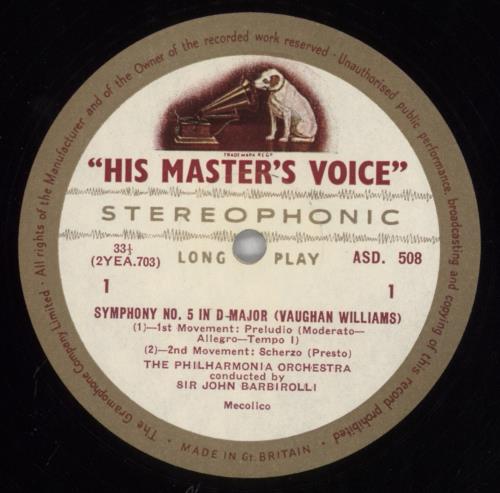 The Gramophone Company Limited · All rights of the Manufacturer and of the Owner of the recorded work reserved · Unauthorised public performance, broadcasting and copying of this record prohibited ·
TRADE MARK REGD
"HIS MASTER'S VOICE"
STEREOPHONIC
33⅓
(2YEA.703)
LONG PLAY
ASD. 508
1
1
SYMPHONY NO. 5 IN D-MAJOR (VAUGHAN WILLIAMS)
(1)—1st Movement: Preludio (Moderato—
Allegro—Tempo I)
(2)—2nd Movement: Scherzo (Presto)
THE PHILHARMONIA ORCHESTRA
conducted by
SIR JOHN BARBIROLLI
Mecolico
MADE IN Gt. BRITAIN